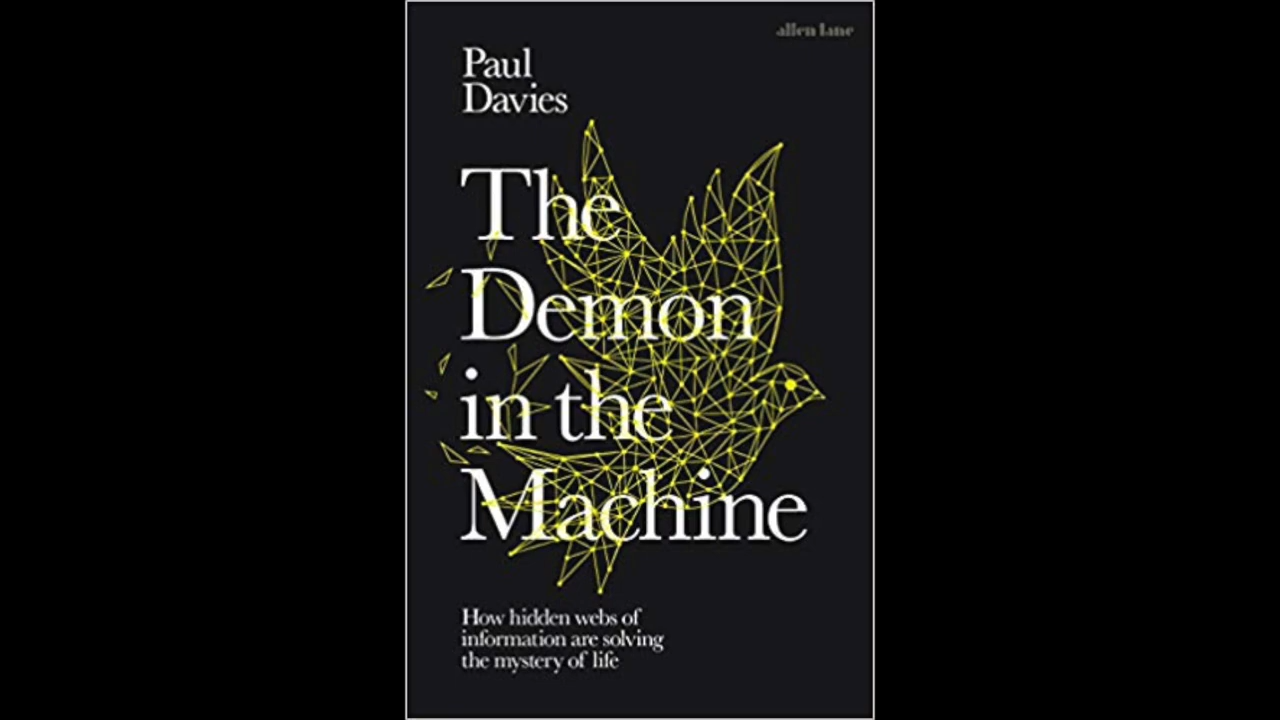 allen lane
Paul
Davies
The
Demon
in the
Machine
How hidden webs of
information are solving
the mystery of life